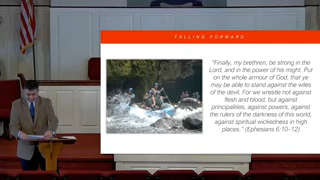 FALLING FORWARD
"Finally, my brethren, be strong in the
Lord, and in the power of his might. Put
on the whole armour of God, that ye
may be able to stand against the wiles
of the devil. For we wrestle not against
flesh and blood, but against
principalities, against powers, against
the rulers of the darkness of this world,
against spiritual wickedness in high
places." (Ephesians 6:10–12)